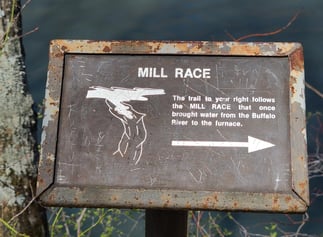 MILL RACE
The trail to your right follows
the MILL RACE that once
brought water from the Buffalo
River to the furnace.